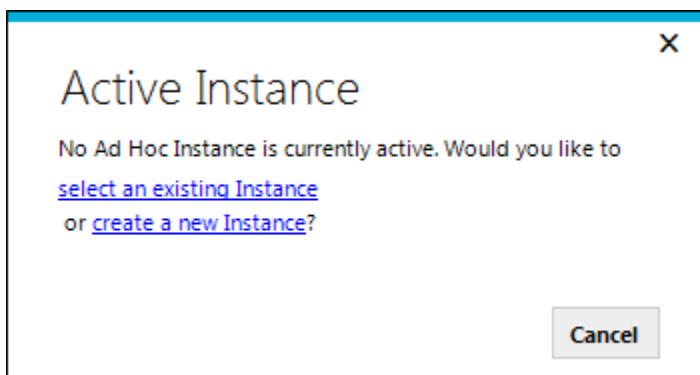 Active Instance
No Ad Hoc Instance is currently active. Would you like to
select an existing Instance
or create a new Instance?
Cancel